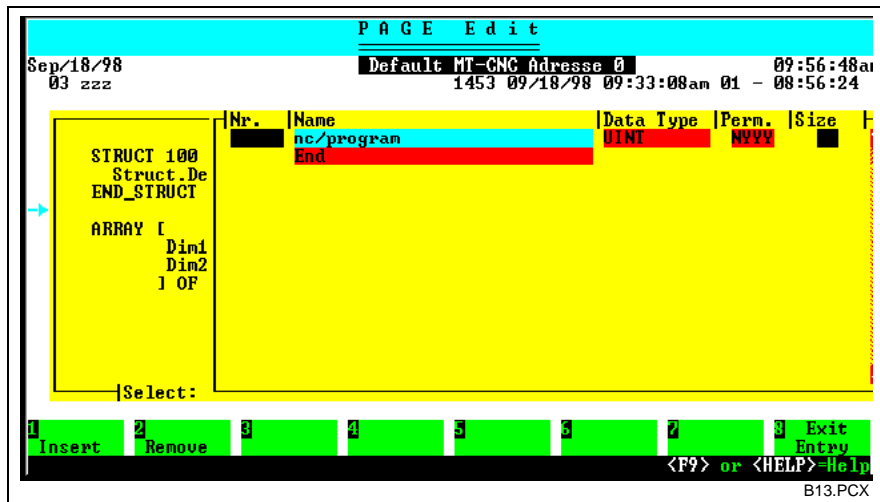 P A G E  E d i t
Sep/18/98 Default MT-CNC Adresse 0 09:56:48a
03 zzz 1453 09/18/98 09:33:08am 01 - 08:56:24
Nr. |Name |Data Type |Perm. |Size
nc/program UINT NYYY
STRUCT 100 End
Struct.De
END_STRUCT
ARRAY [
Dim1
Dim2
] OF
Select:
1 2 3 4 5 6 7 8 Exit
Insert Remove Entry
<F9> or <HELP>=Help
B13.PCX